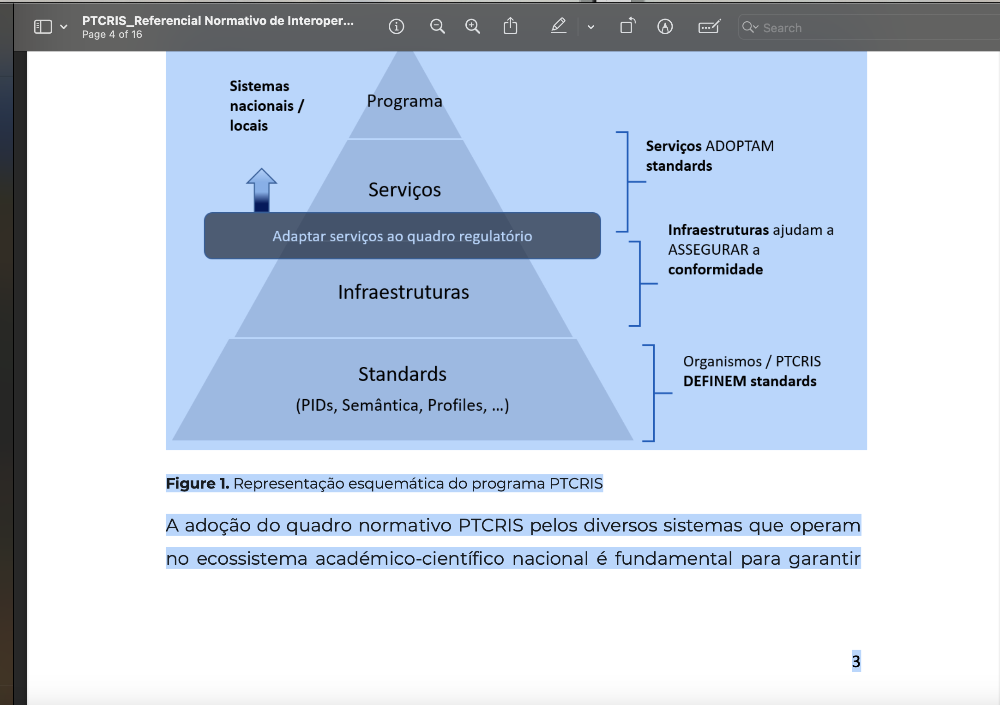 PTCRIS_Referencial Normativo de Interoper...
Page 4 of 16
Search
Sistemas
nacionais /
locais
Programa
Serviços ADOPTAM
standards
Serviços
Adaptar serviços ao quadro regulatório
Infraestruturas ajudam a
ASSEGURAR a
conformidade
Infraestruturas
Organismos / PTCRIS
DEFINEM standards
Standards
(PIDs, Semântica, Profiles, ...)
Figure 1. Representação esquemática do programa PTCRIS
A adoção do quadro normativo PTCRIS pelos diversos sistemas que operam
no ecossistema académico-científico nacional é fundamental para garantir
3